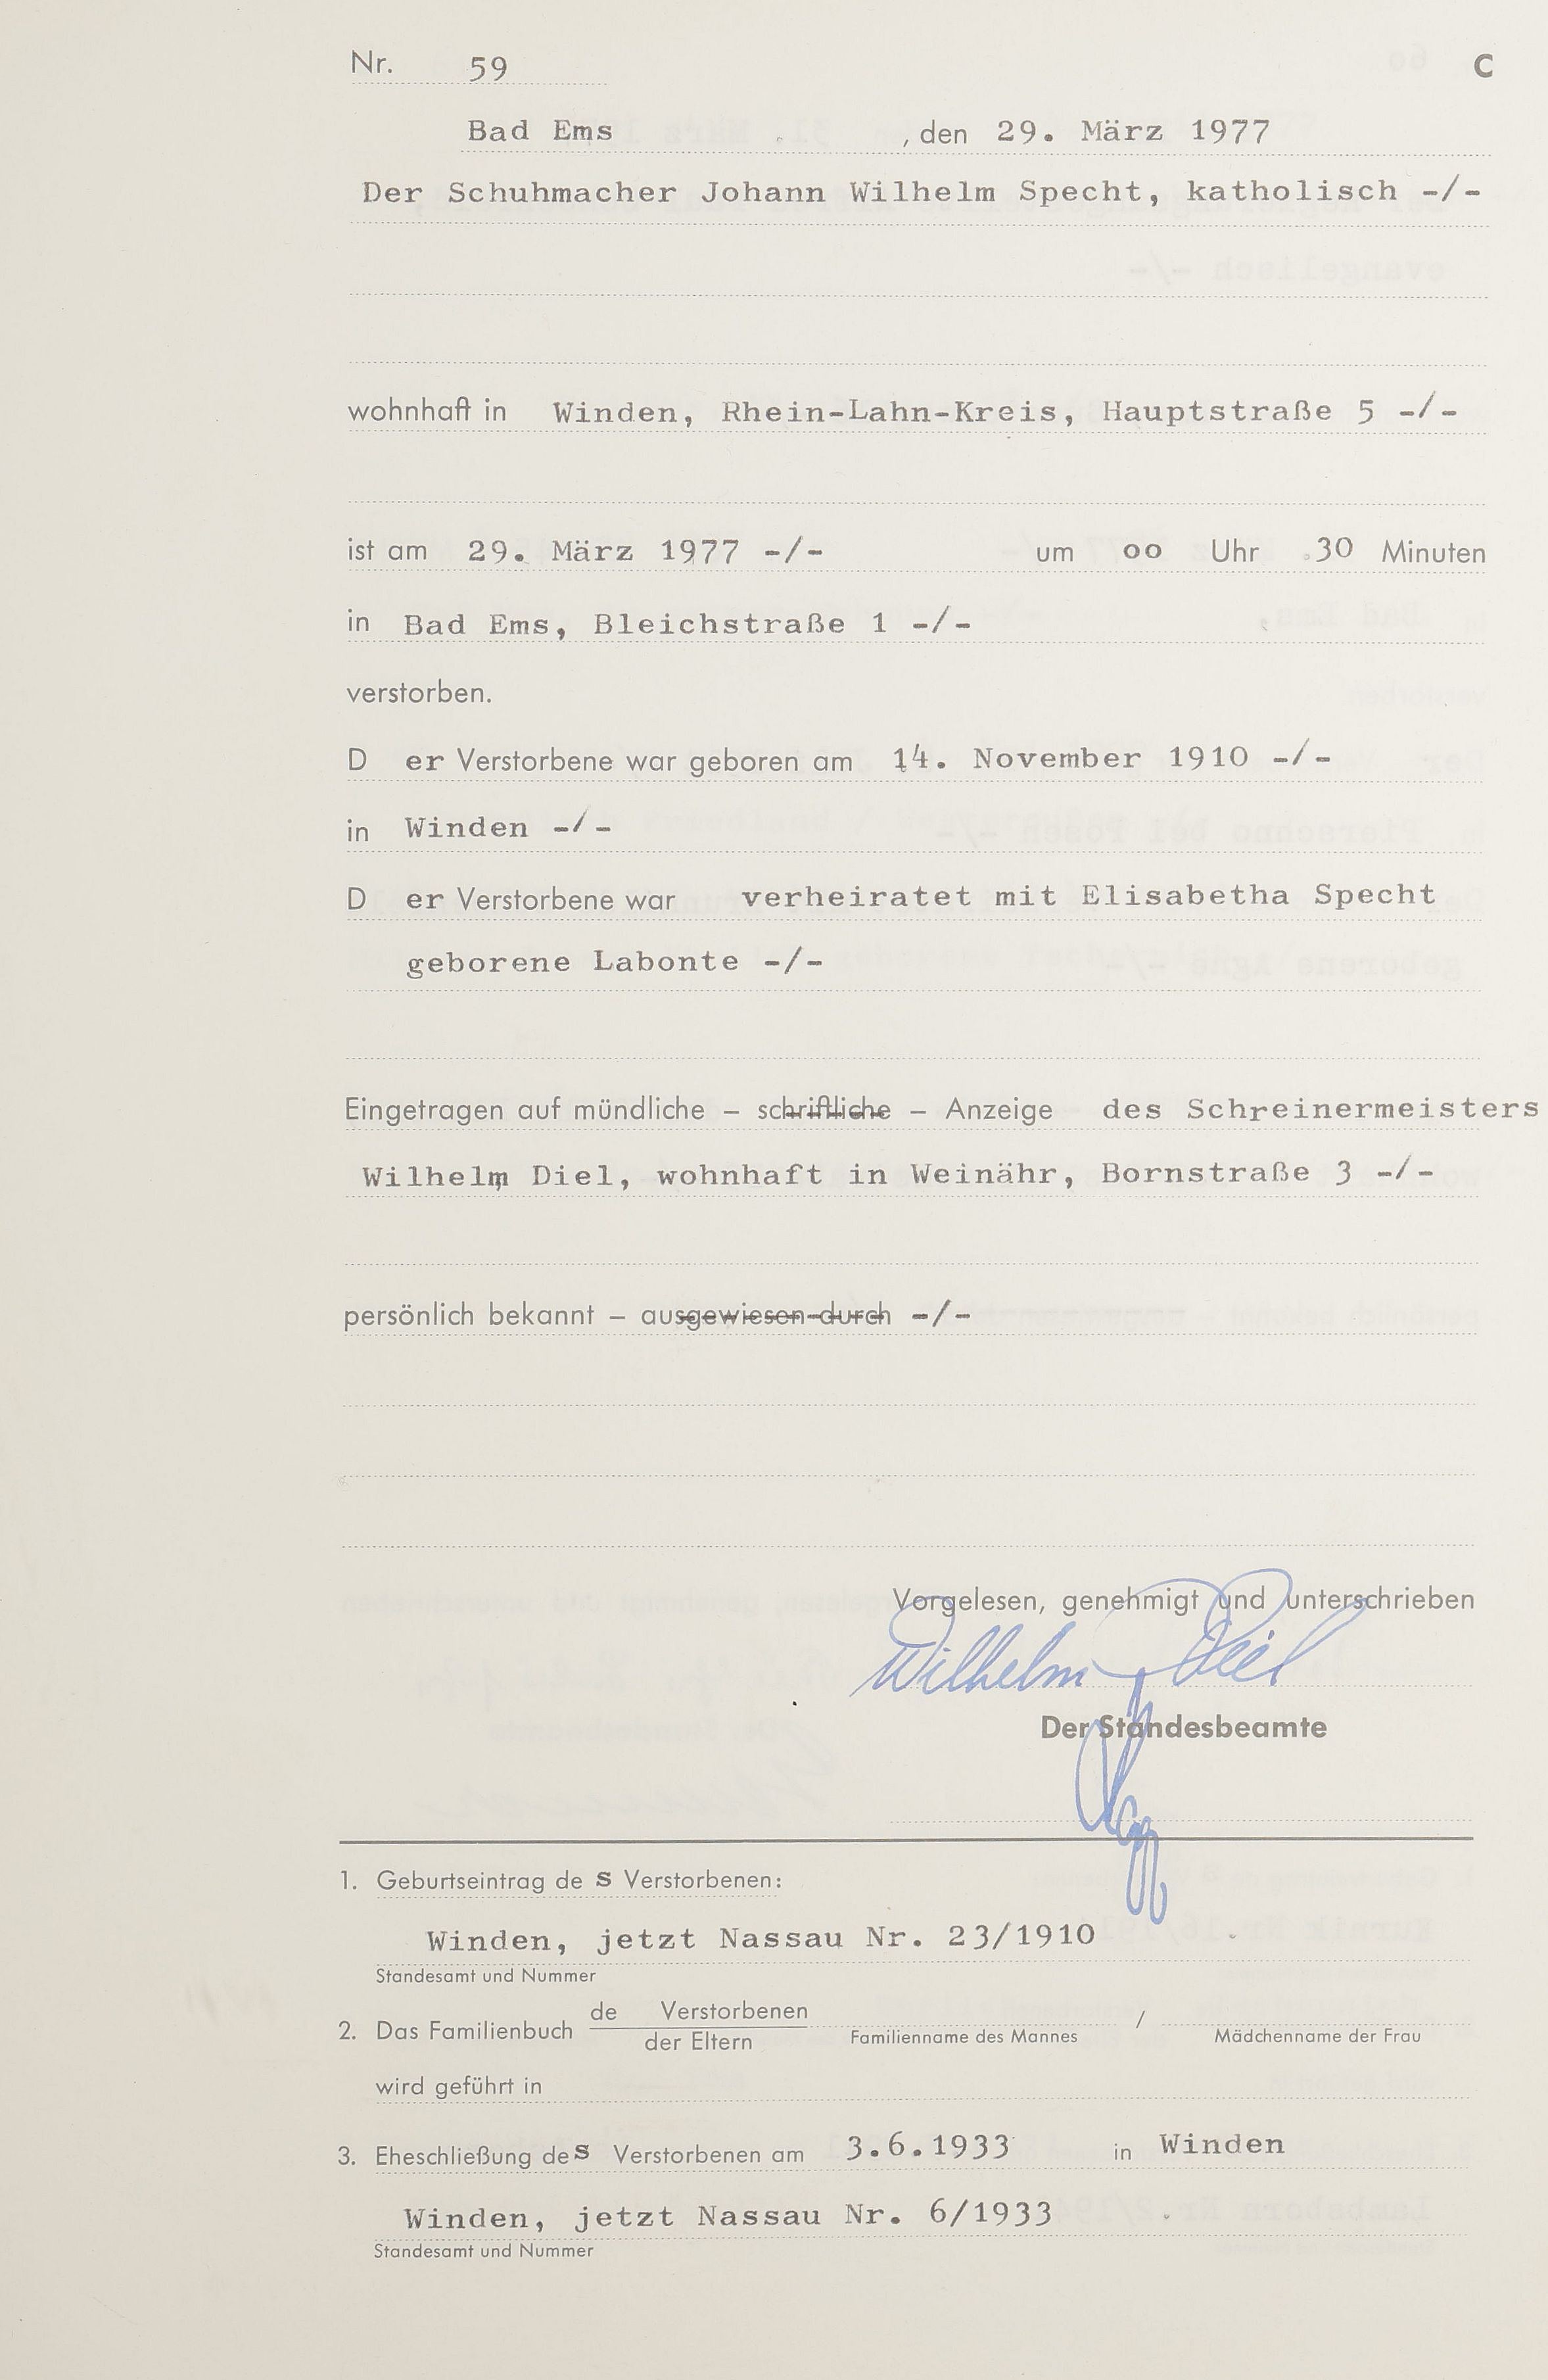 Nr. 59 C
Bad Ems , den 29. März 1977
Der Schuhmacher Johann Wilhelm Specht, katholisch -/-
wohnhaft in Winden, Rhein-Lahn-Kreis, Hauptstraße 5 -/-
ist am 29. März 1977 -/- um oo Uhr 30 Minuten
in Bad Ems, Bleichstraße 1 -/-
verstorben.
D er Verstorbene war geboren am 14. November 1910 -/-
in Winden -/-
D er Verstorbene war verheiratet mit Elisabetha Specht
geborene Labonte -/-
Eingetragen auf mündliche – schriftliche – Anzeige des Schreinermeisters
Wilhelm Diel, wohnhaft in Weinähr, Bornstraße 3 -/-
persönlich bekannt – ausgewiesen durch -/-
Vorgelesen, genehmigt und unterschrieben
Wilhelm Diel
Der Standesbeamte
1. Geburtseintrag de s Verstorbenen:
Winden, jetzt Nassau Nr. 23/1910
Standesamt und Nummer
2. Das Familienbuch de Verstorbenen / 
der Eltern Familienname des Mannes Mädchenname der Frau
wird geführt in
3. Eheschließung des Verstorbenen am 3.6.1933 in Winden
Winden, jetzt Nassau Nr. 6/1933
Standesamt und Nummer